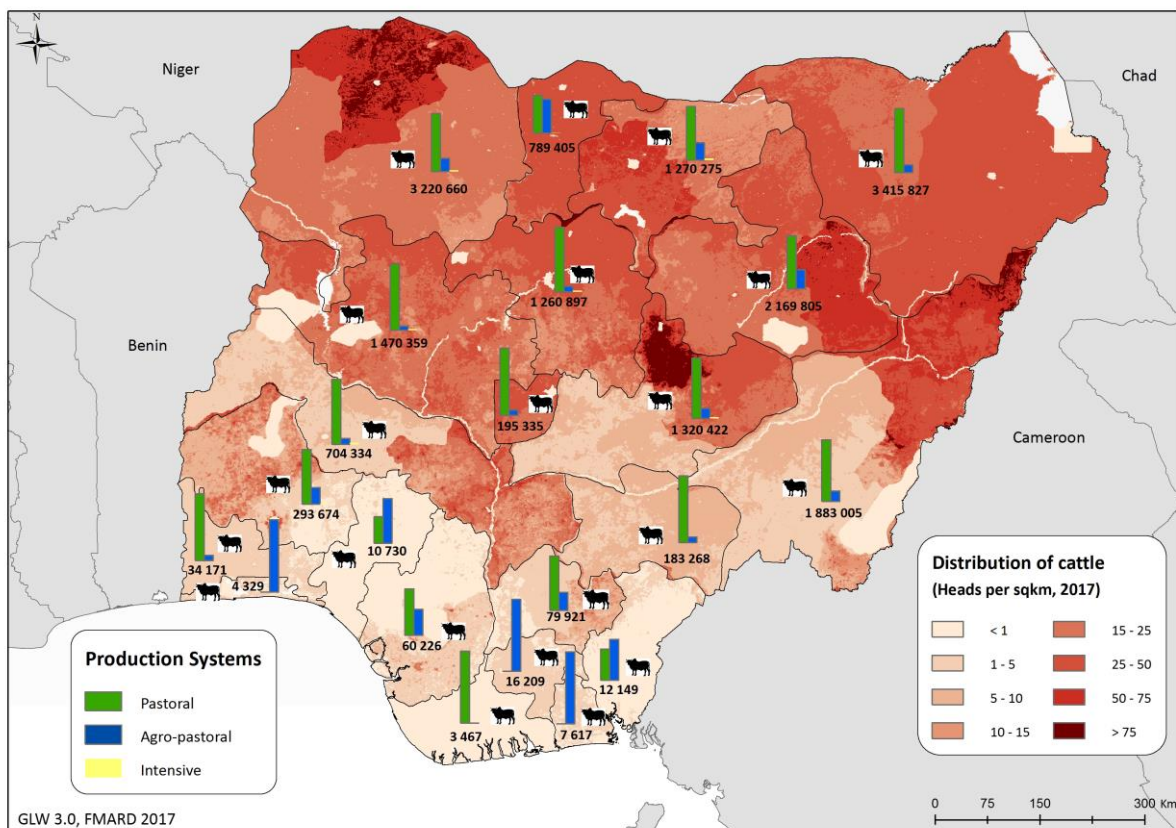 N
Niger
Chad
Benin
Cameroon
789 405
3 220 660
1 270 275
3 415 827
1 260 897
2 169 805
1 470 359
195 335
1 320 422
704 334
1 883 005
293 674
10 730
183 268
34 171
4 329
79 921
60 226
16 209
12 149
3 467
7 617
Production Systems
Pastoral
Agro-pastoral
Intensive
Distribution of cattle
(Heads per sqkm, 2017)
< 1
15 - 25
1 - 5
25 - 50
5 - 10
50 - 75
10 - 15
> 75
GLW 3.0, FMARD 2017
0 75 150 300 Km